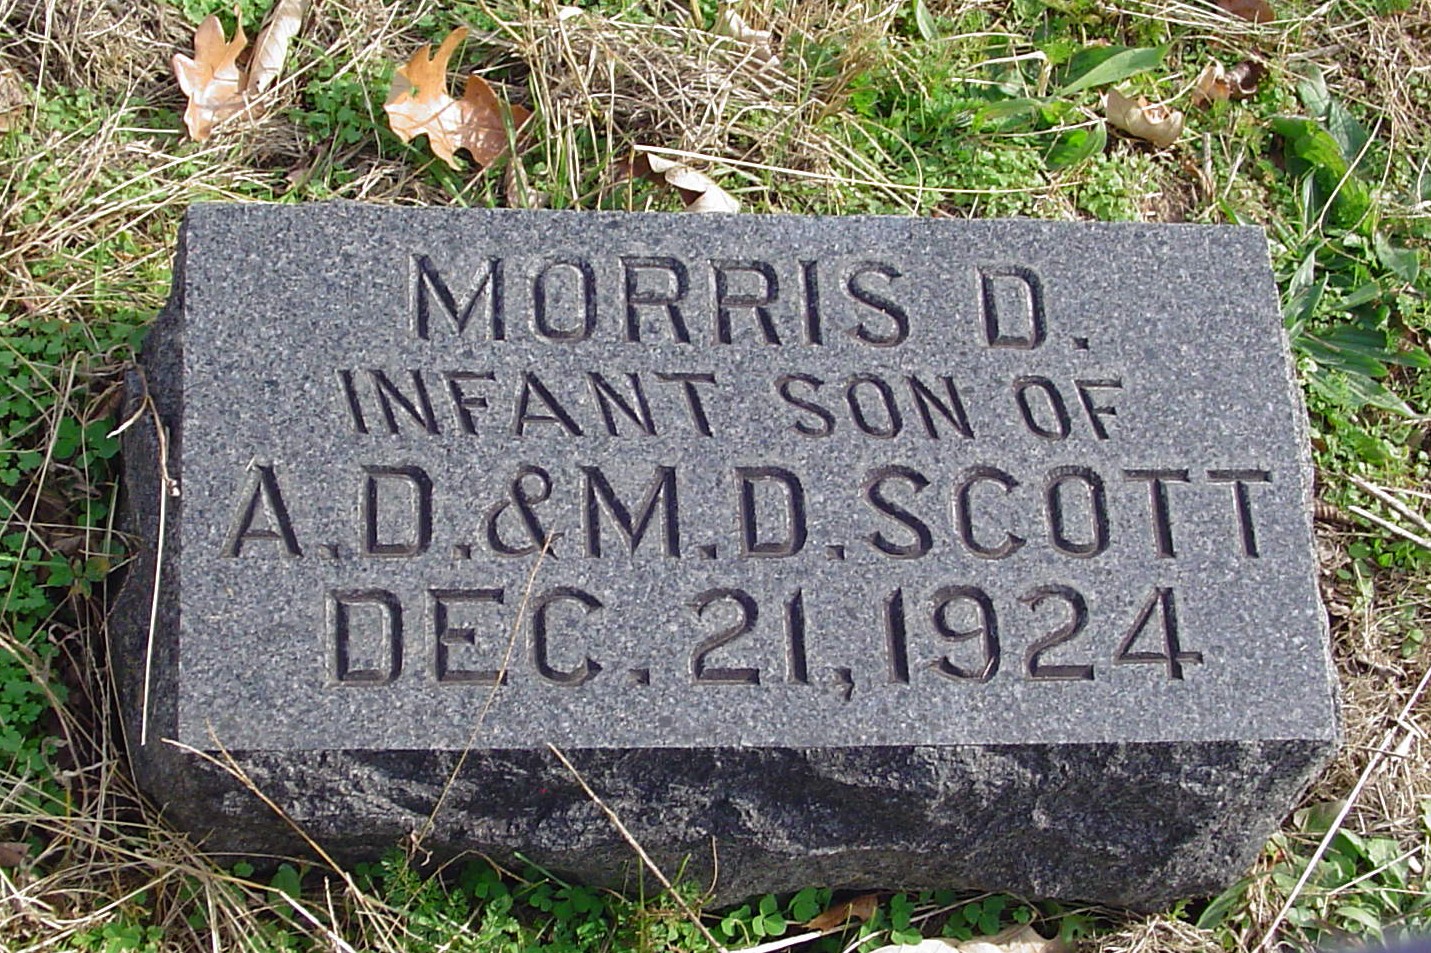 MORRIS D.
INFANT SON OF
A.D.&M.D.SCOTT
DEC. 21, 1924